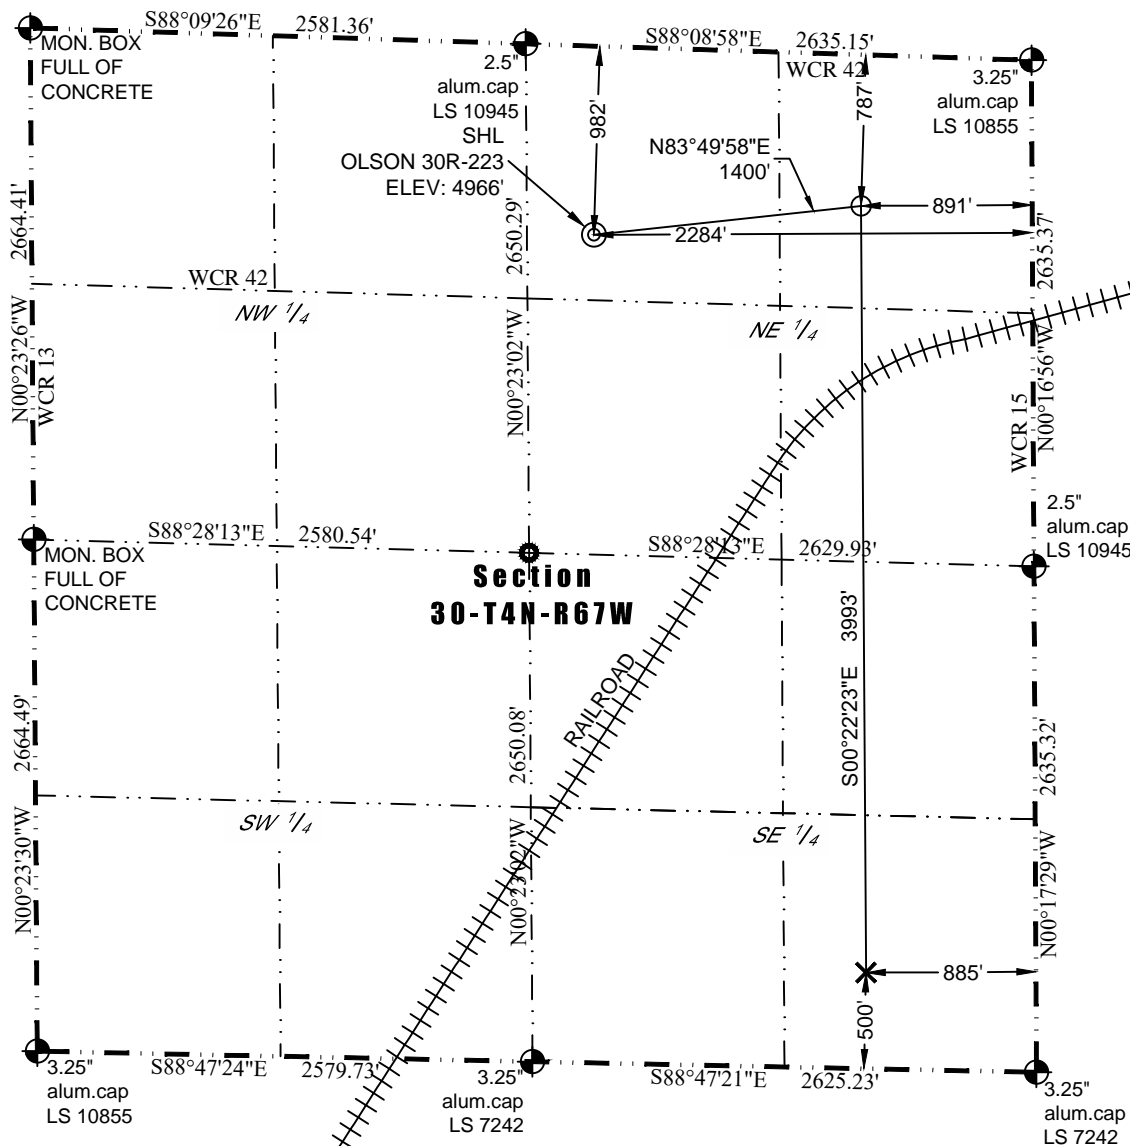 S88°09'26"E 2581.36'
S88°08'58"E 2635.15'
WCR 42
MON. BOX
FULL OF
CONCRETE
2.5"
alum.cap
LS 10945
SHL
OLSON 30R-223
ELEV: 4966'
3.25"
alum.cap
LS 10855
982'
787'
N83°49'58"E
1400'
891'
2284'
2664.41'
2650.29'
2635.37'
WCR 42
NW 1/4
NE 1/4
N00°23'26"W
WCR 13
N00°23'02"W
N00°16'56"W
WCR 15
S88°28'13"E 2580.54'
S88°28'13"E 2629.93'
2.5"
alum.cap
LS 10945
MON. BOX
FULL OF
CONCRETE
Section
30-T4N-R67W
S00°22'23"E 3993'
RAILROAD
2664.49'
2650.08'
2635.32'
SW 1/4
SE 1/4
N00°23'30"W
N00°23'02"W
N00°17'29"W
885'
500'
S88°47'24"E 2579.73'
S88°47'21"E 2625.23'
3.25"
alum.cap
LS 10855
3.25"
alum.cap
LS 7242
3.25"
alum.cap
LS 7242